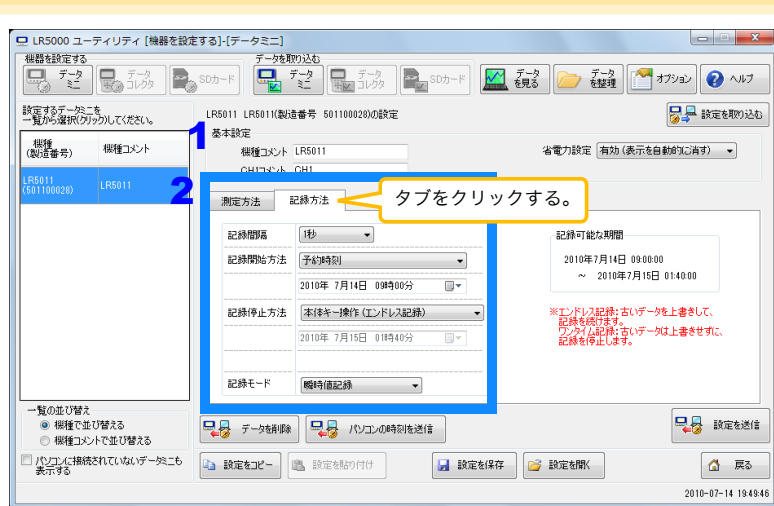 LR5000 ユーティリティ [機器を設定する]-[データミニ]
機器を設定する
データを取り込む
データ
ミニ
データ
コレクタ
SDカード
データ
ミニ
データ
コレクタ
SDカード
データ
を見る
データ
を整理
オプション
ヘルプ
設定するデータミニを
一覧から選択(クリック)してください。
機種
(製造番号)
機種コメント
LR5011
(501100028)
LR5011
一覧の並び替え
機種で並び替える
機種コメントで並び替える
パソコンに接続されていないデータミニも
表示する
LR5011 LR5011(製造番号 501100028)の設定
設定を取り込む
1
基本設定
機種コメント
LR5011
省電力設定
有効 (表示を自動的に消す)
CH1コメント
CH1
2
測定方法
記録方法
タブをクリックする。
記録間隔
1秒
記録開始方法
予約時刻
2010年 7月14日 09時00分
記録停止方法
本体キー操作 (エンドレス記録)
2010年 7月15日 01時40分
記録モード
瞬時値記録
記録可能な期間
2010年7月14日 09:00:00
～ 2010年7月15日 01:40:00
※エンドレス記録: 古いデータを上書きして、
記録を続けます。
ワンタイム記録: 古いデータは上書きせずに、
記録を停止します。
データを削除
パソコンの時刻を送信
設定を送信
設定をコピー
設定を貼り付け
設定を保存
設定を開く
戻る
2010-07-14 19:49:46